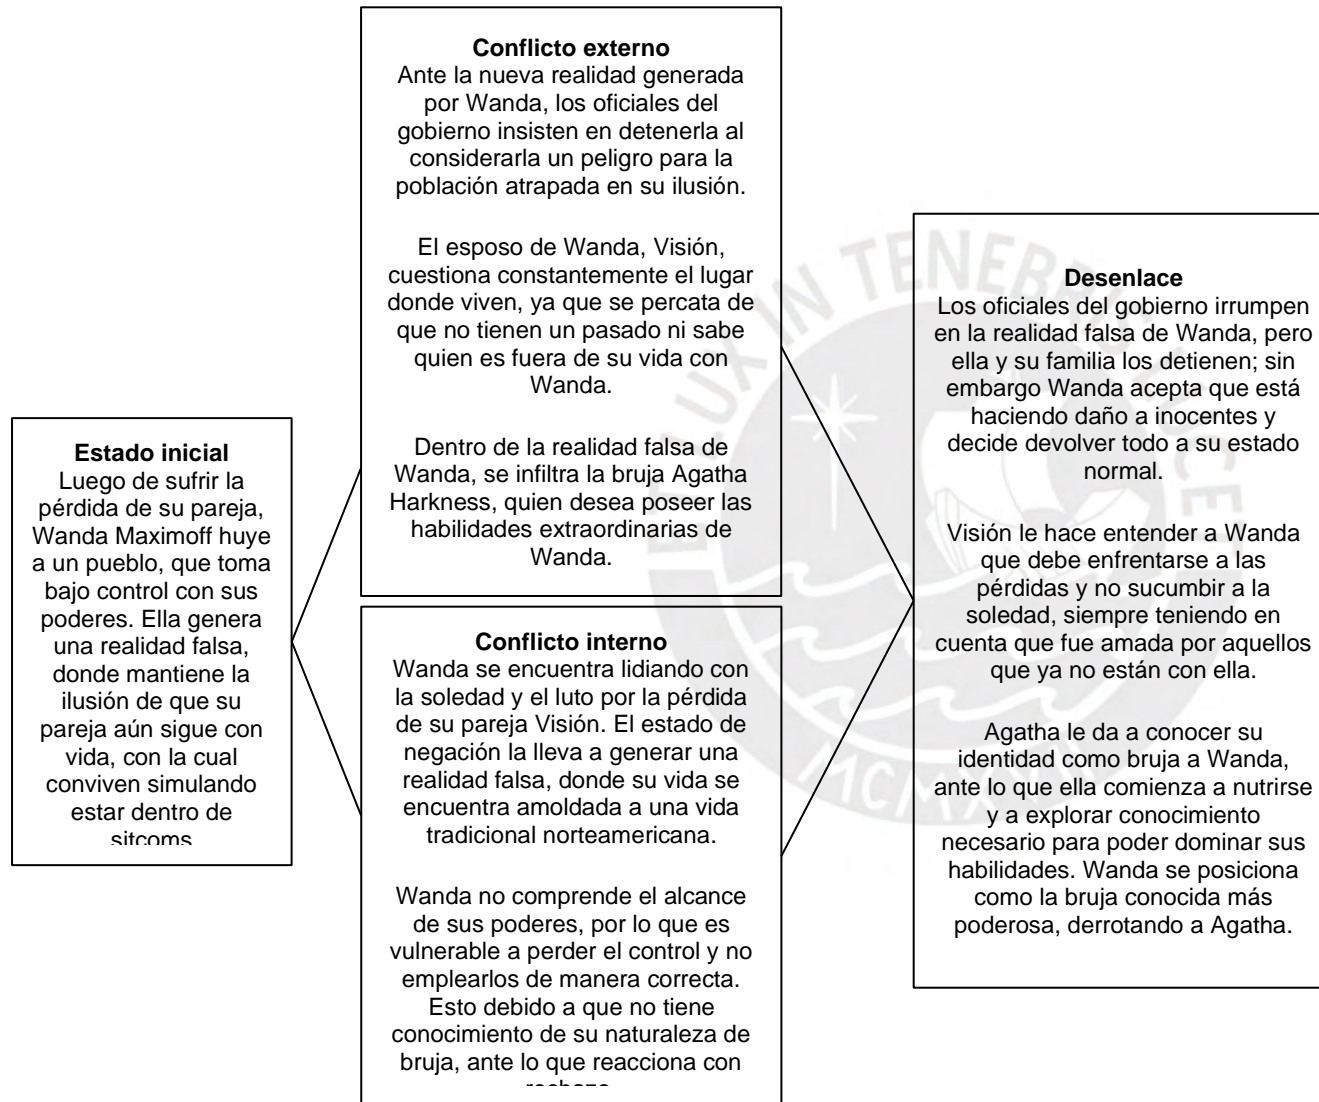 Estado inicial
Luego de sufrir la
pérdida de su pareja,
Wanda Maximoff huye
a un pueblo, que toma
bajo control con sus
poderes. Ella genera
una realidad falsa,
donde mantiene la
ilusión de que su
pareja aún sigue con
vida, con la cual
conviven simulando
estar dentro de
sitcoms
Conflicto externo
Ante la nueva realidad generada
por Wanda, los oficiales del
gobierno insisten en detenerla al
considerarla un peligro para la
población atrapada en su ilusión.
El esposo de Wanda, Visión,
cuestiona constantemente el lugar
donde viven, ya que se percata de
que no tienen un pasado ni sabe
quien es fuera de su vida con
Wanda.
Dentro de la realidad falsa de
Wanda, se infiltra la bruja Agatha
Harkness, quien desea poseer las
habilidades extraordinarias de
Wanda.
Conflicto interno
Wanda se encuentra lidiando con
la soledad y el luto por la pérdida
de su pareja Visión. El estado de
negación la lleva a generar una
realidad falsa, donde su vida se
encuentra amoldada a una vida
tradicional norteamericana.
Wanda no comprende el alcance
de sus poderes, por lo que es
vulnerable a perder el control y no
emplearlos de manera correcta.
Esto debido a que no tiene
conocimiento de su naturaleza de
bruja, ante lo que reacciona con
Desenlace
Los oficiales del gobierno irrumpen
en la realidad falsa de Wanda, pero
ella y su familia los detienen; sin
embargo Wanda acepta que está
haciendo daño a inocentes y
decide devolver todo a su estado
normal.
Visión le hace entender a Wanda
que debe enfrentarse a las
pérdidas y no sucumbir a la
soledad, siempre teniendo en
cuenta que fue amada por aquellos
que ya no están con ella.
Agatha le da a conocer su
identidad como bruja a Wanda,
ante lo que ella comienza a nutrirse
y a explorar conocimiento
necesario para poder dominar sus
habilidades. Wanda se posiciona
como la bruja conocida más
poderosa, derrotando a Agatha.